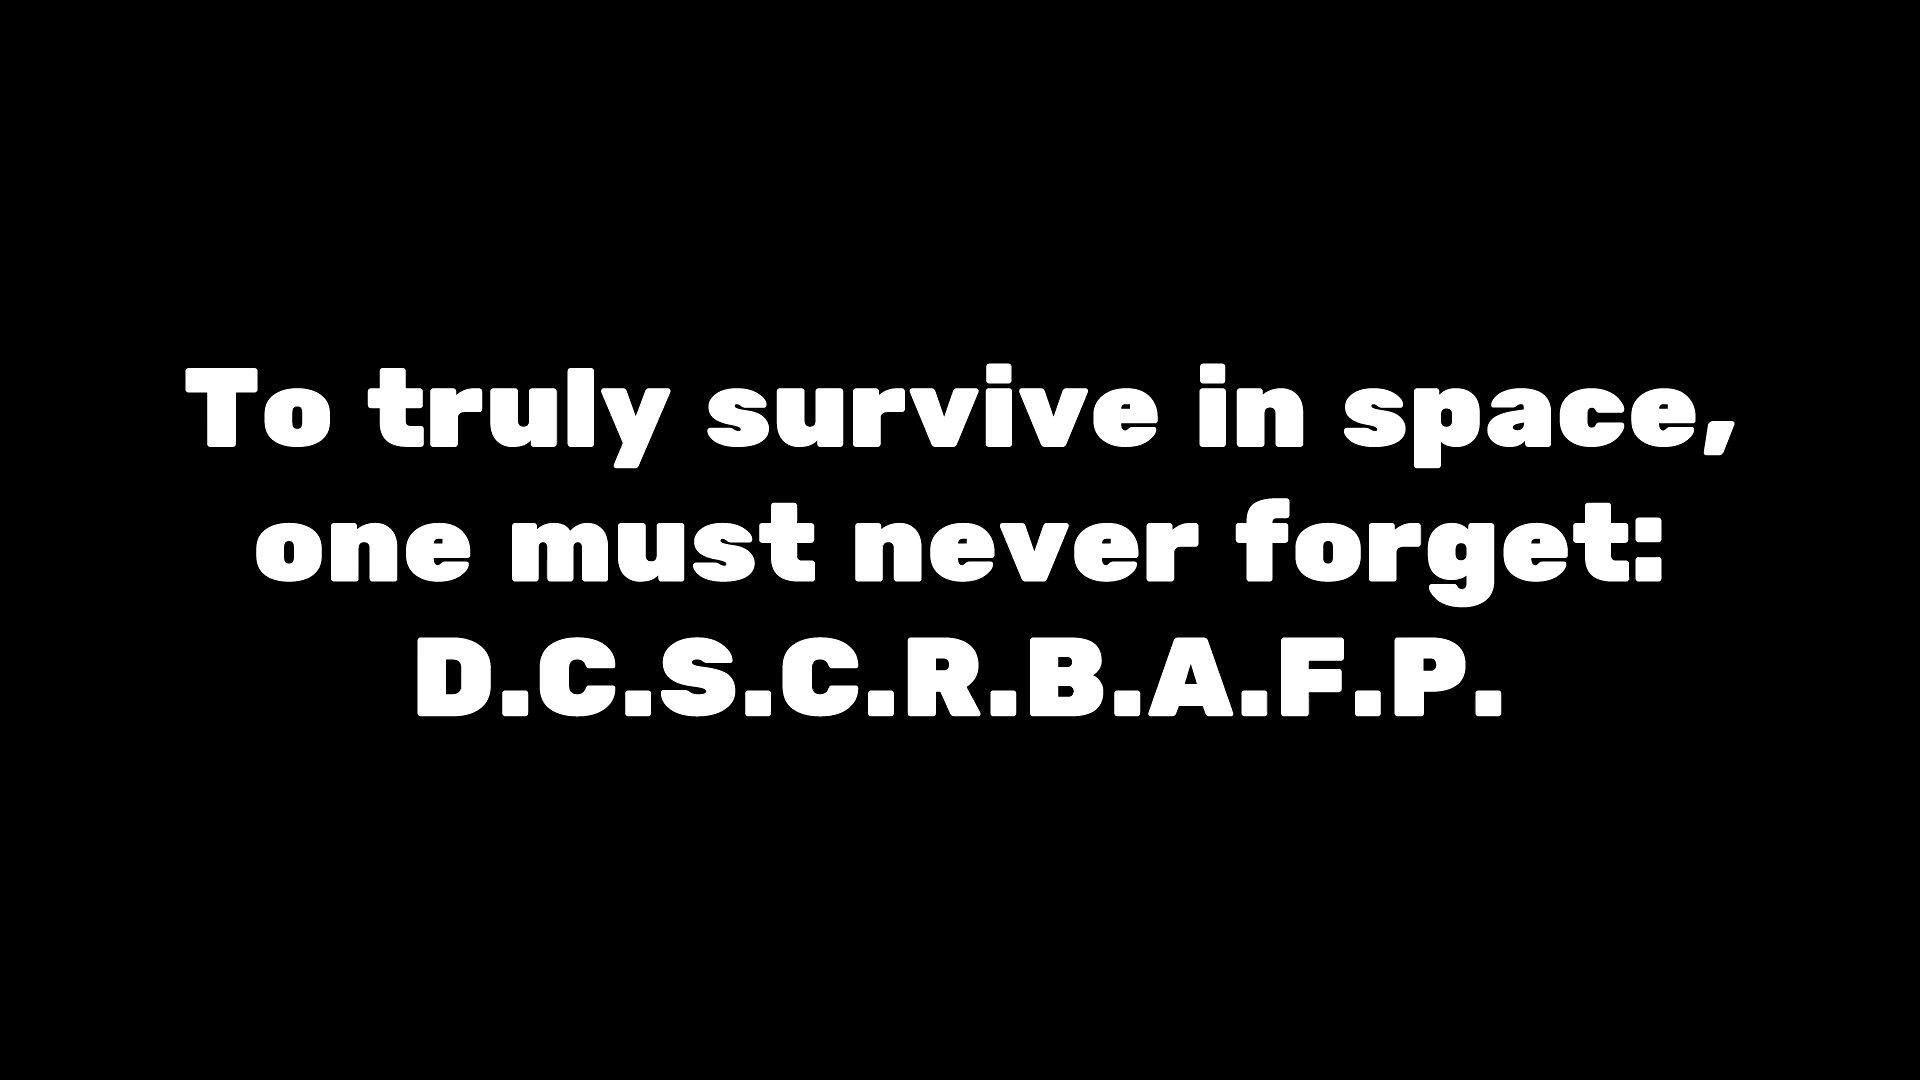 To truly survive in space,
one must never forget:
D.C.S.C.R.B.A.F.P.